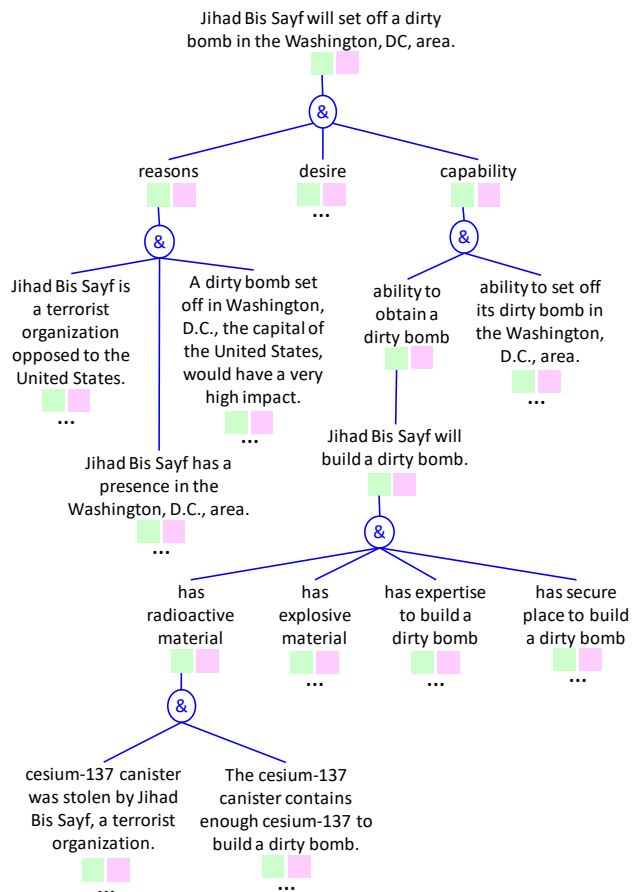 Jihad Bis Sayf will set off a dirty
bomb in the Washington, DC, area.
&
reasons
desire
capability
...
&
&
Jihad Bis Sayf is
a terrorist
organization
opposed to the
United States.
...
A dirty bomb set
off in Washington,
D.C., the capital of
the United States,
would have a very
high impact.
...
ability to
obtain a
dirty bomb
ability to set off
its dirty bomb in
the Washington,
D.C., area.
...
Jihad Bis Sayf has a
presence in the
Washington, D.C., area.
...
Jihad Bis Sayf will
build a dirty bomb.
&
has
radioactive
material
has
explosive
material
...
has expertise
to build a
dirty bomb
...
has secure
place to build
a dirty bomb
...
&
cesium-137 canister
was stolen by Jihad
Bis Sayf, a terrorist
organization.
...
The cesium-137
canister contains
enough cesium-137 to
build a dirty bomb.
...